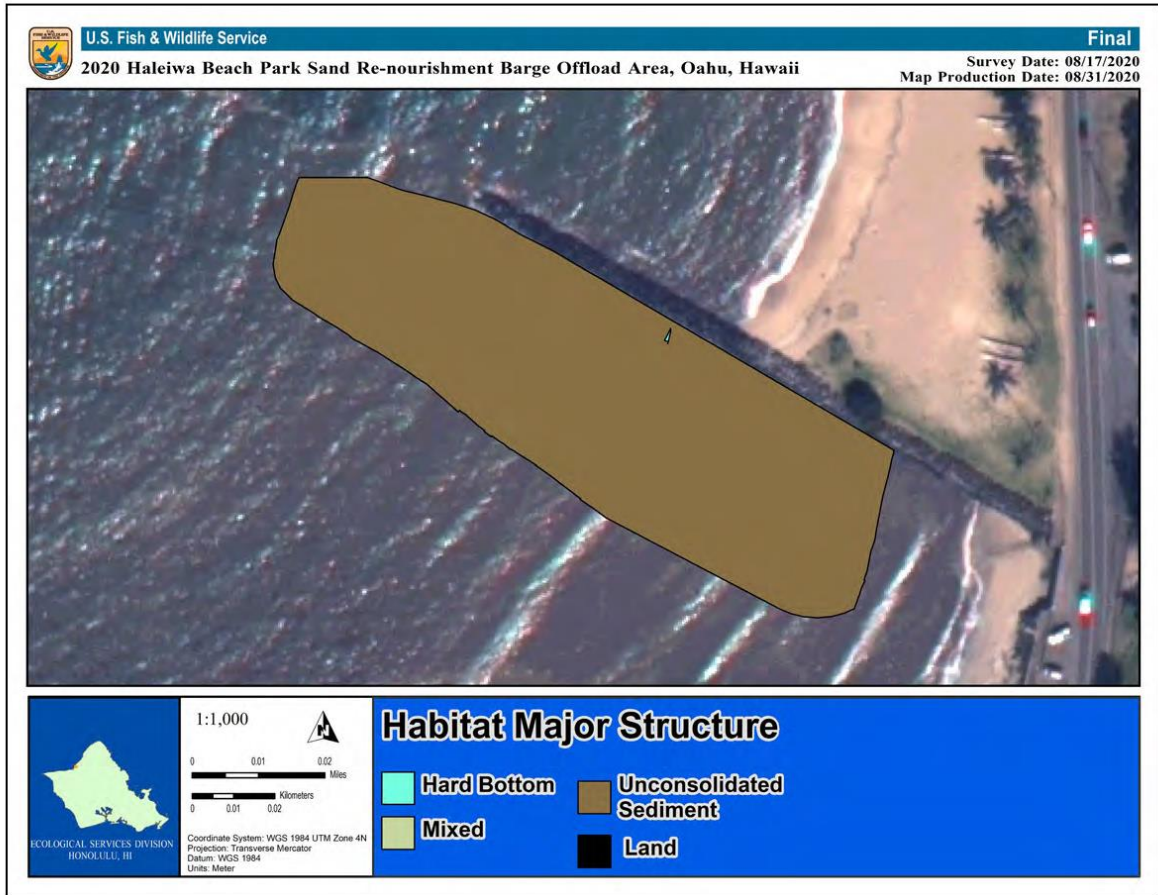 U.S. FISH & WILDLIFE SERVICE
U.S. Fish & Wildlife Service
Final
2020 Haleiwa Beach Park Sand Re-nourishment Barge Offload Area, Oahu, Hawaii
Survey Date: 08/17/2020
Map Production Date: 08/31/2020
ECOLOGICAL SERVICES DIVISION
HONOLULU, HI
1:1,000
N
0 0.01 0.02
Miles
Kilometers
0 0.01 0.02
Coordinate System: WGS 1984 UTM Zone 4N
Projection: Transverse Mercator
Datum: WGS 1984
Units: Meter
Habitat Major Structure
Hard Bottom
Mixed
Unconsolidated
Sediment
Land